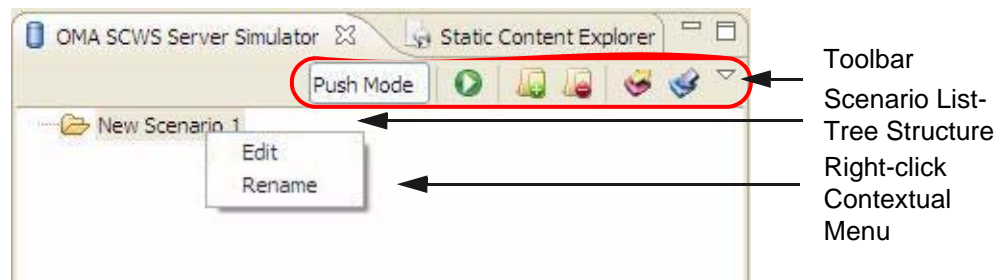 OMA SCWS Server Simulator
Static Content Explorer
Push Mode
New Scenario 1
Edit
Rename
Toolbar
Scenario List-
Tree Structure
Right-click
Contextual
Menu